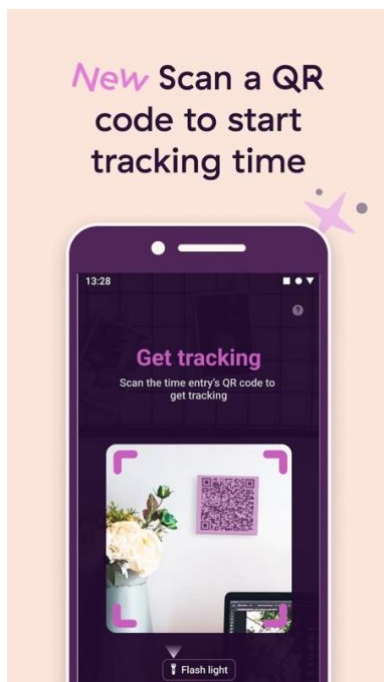 New Scan a QR
code to start
tracking time
13:28
Get tracking
Scan the time entry's QR code to
get tracking
Flash light